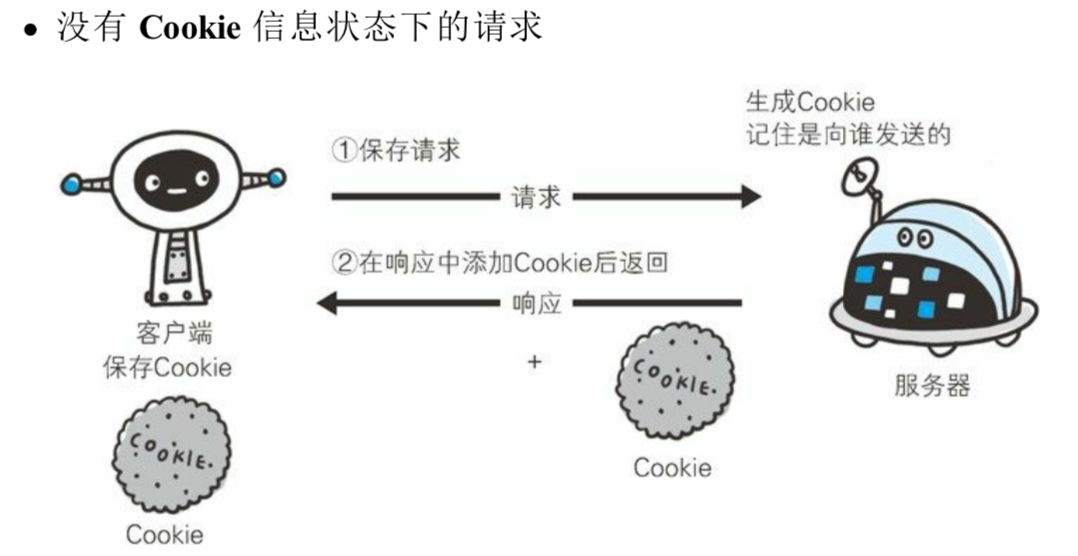 • 没有 Cookie 信息状态下的请求
生成Cookie
记住是向谁发送的
①保存请求
请求
②在响应中添加Cookie后返回
响应
+
客户端
保存Cookie
COOKIE.
Cookie
COOKIE.
Cookie
服务器